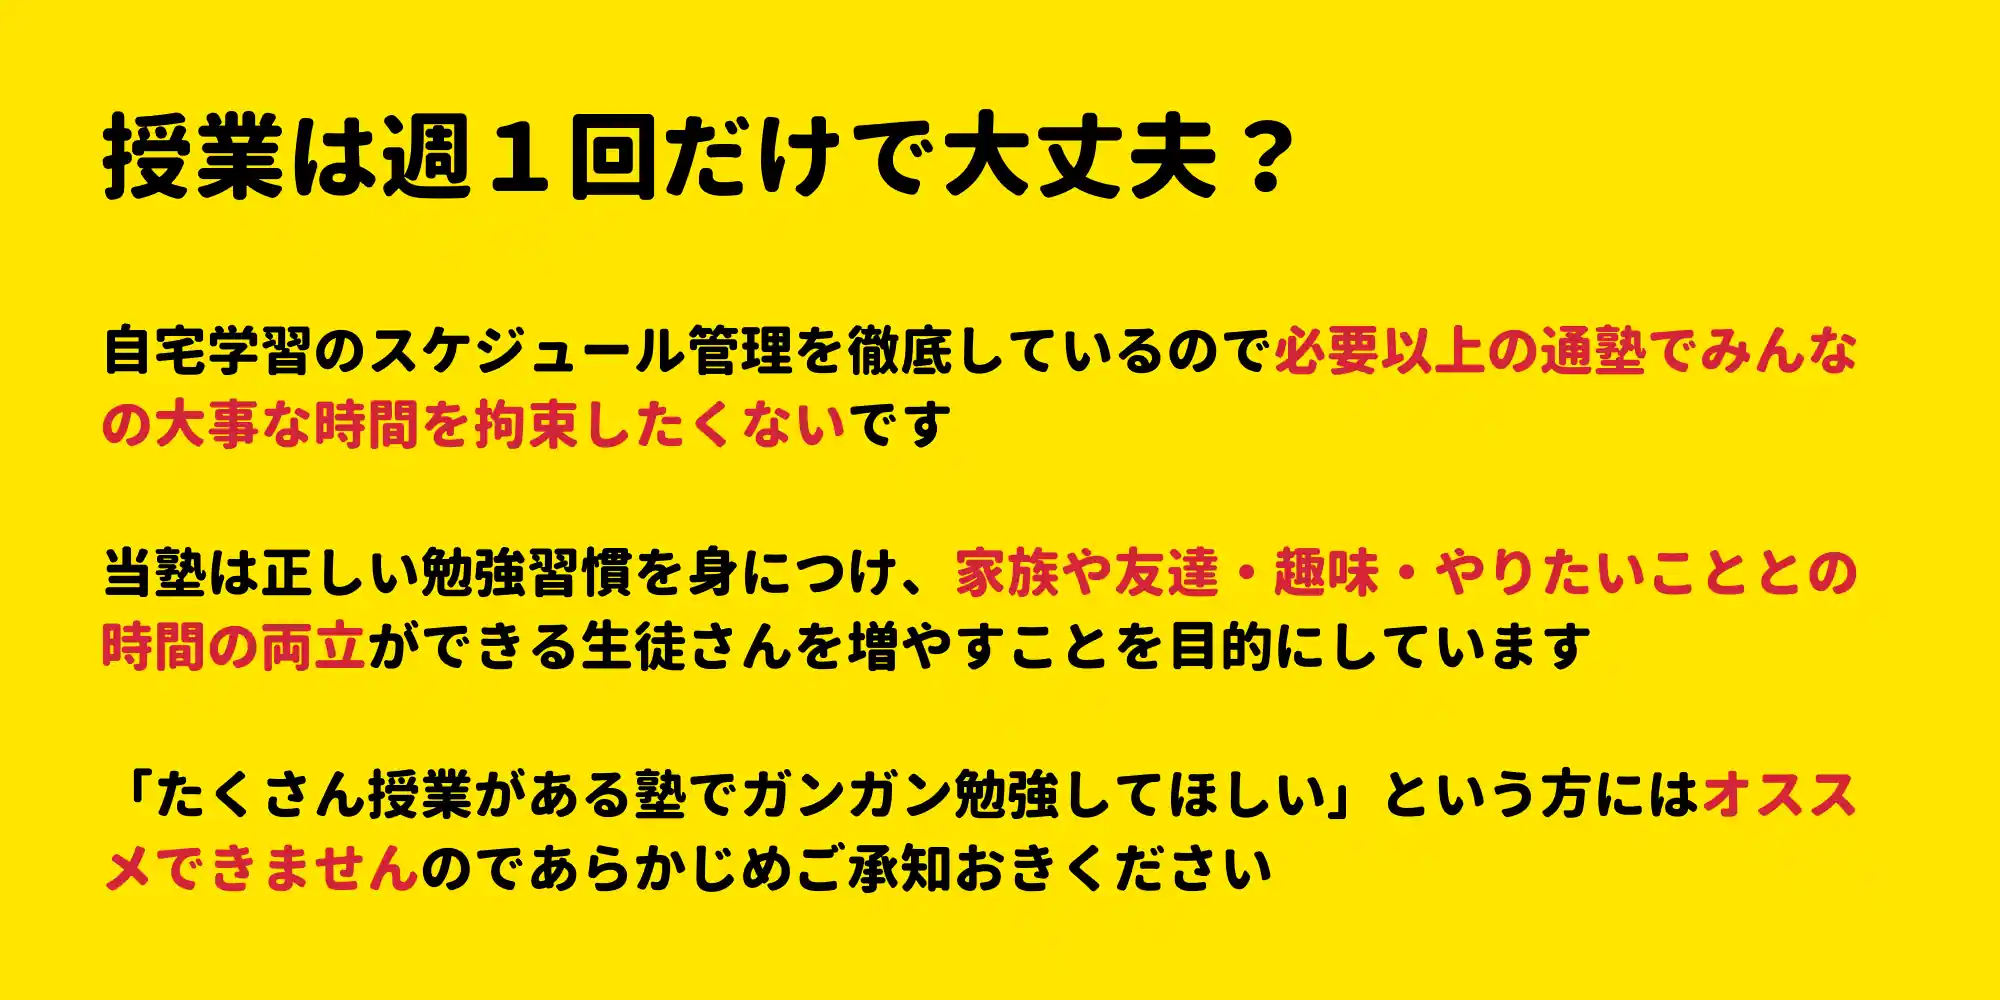 授業は週１回だけで大丈夫？
自宅学習のスケジュール管理を徹底しているので必要以上の通塾でみんな
の大事な時間を拘束したくないです
当塾は正しい勉強習慣を身につけ、家族や友達・趣味・やりたいこととの
時間の両立ができる生徒さんを増やすことを目的にしています
「たくさん授業がある塾でガンガン勉強してほしい」という方にはオスス
メできませんのであらかじめご承知おきください